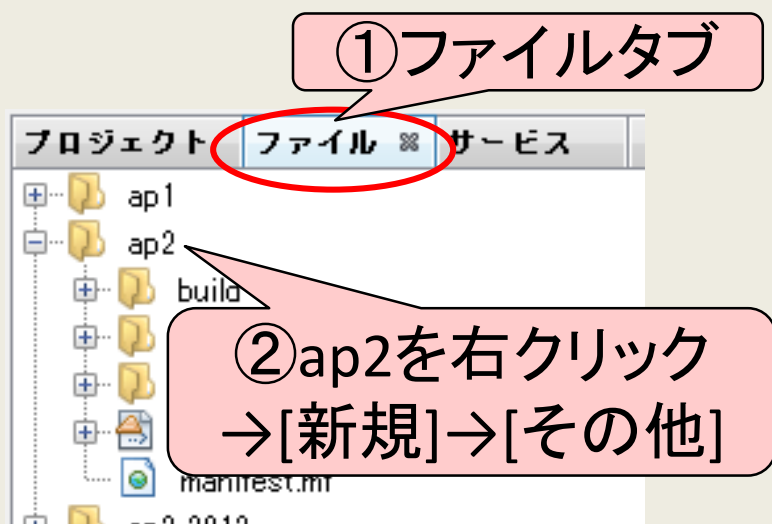 ①ファイルタブ
プロジェクト ファイル サービス
ap1
ap2
build
②ap2を右クリック
→[新規]→[その他]
manifest.mf